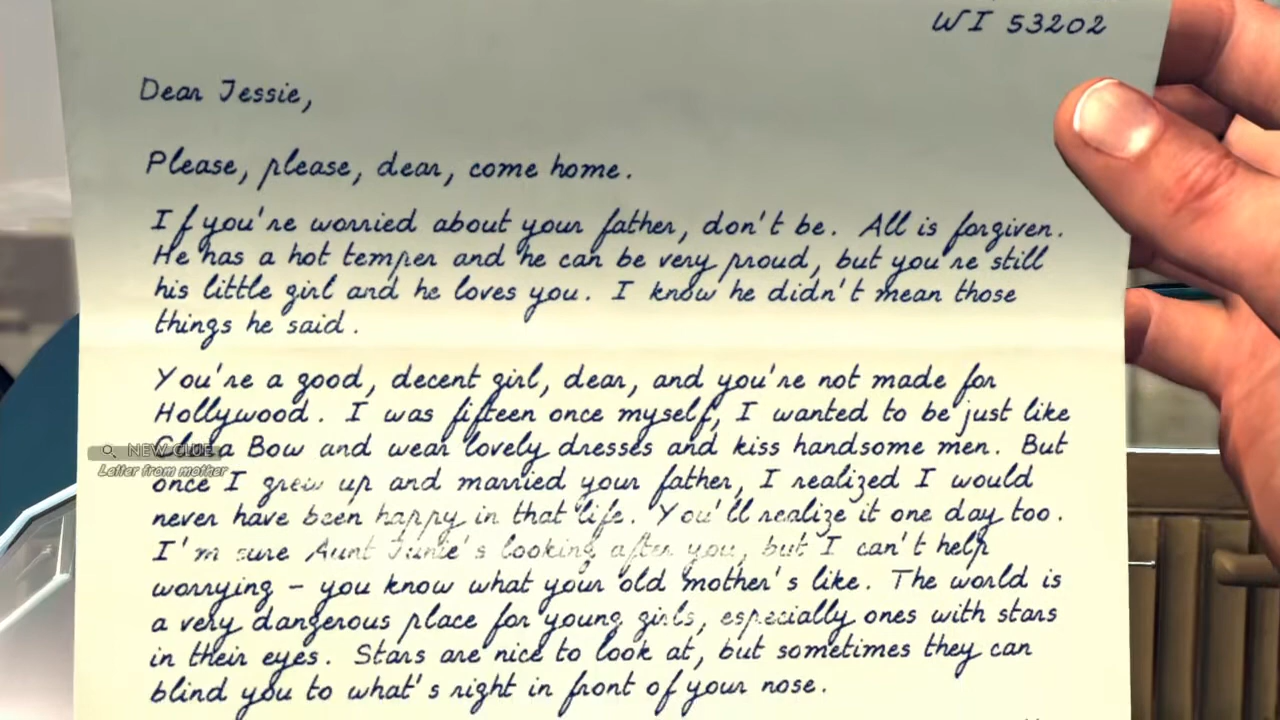 WI 53202
Dear Jessie,
Please, please, dear, come home.
If you're worried about your father, don't be. All is forgiven.
He has a hot temper and he can be very proud, but you're still
his little girl and he loves you. I know he didn't mean those
things he said.
You're a good, decent girl, dear, and you're not made for
Hollywood. I was fifteen once myself, I wanted to be just like
Clara Bow and wear lovely dresses and kiss handsome men. But
NEW CLUE
Letter from mother
once I grew up and married your father, I realized I would
never have been happy in that life. You'll realize it one day too.
I'm sure Aunt Junie's looking after you, but I can't help
worrying – you know what your old mother's like. The world is
a very dangerous place for young girls, especially ones with stars
in their eyes. Stars are nice to look at, but sometimes they can
blind you to what's right in front of your nose.